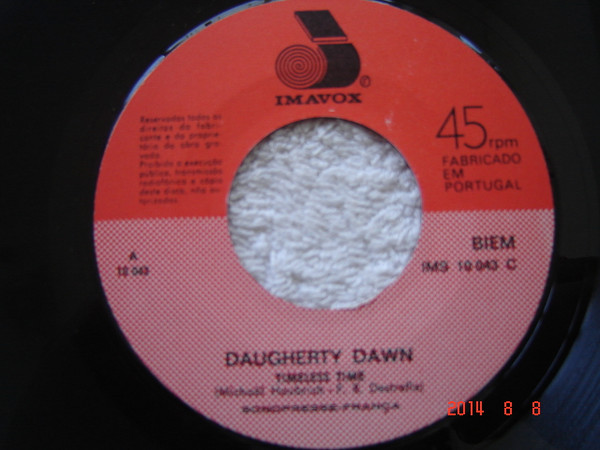 IMAVOX
®
Reservados todos os
direitos do fabri-
cante e do proprie-
tário da obra gra-
vada.
Proibida a execução
pública, transmissão
radiofónica e cópia
deste disco, não au-
torizadas.
45rpm
FABRICADO
EM
PORTUGAL
A
10 043
BIEM
IMS 10 043 C
DAUGHERTY DAWN
TIMELESS TIME
SONOPRESSE-FRANÇA
2014 8 8